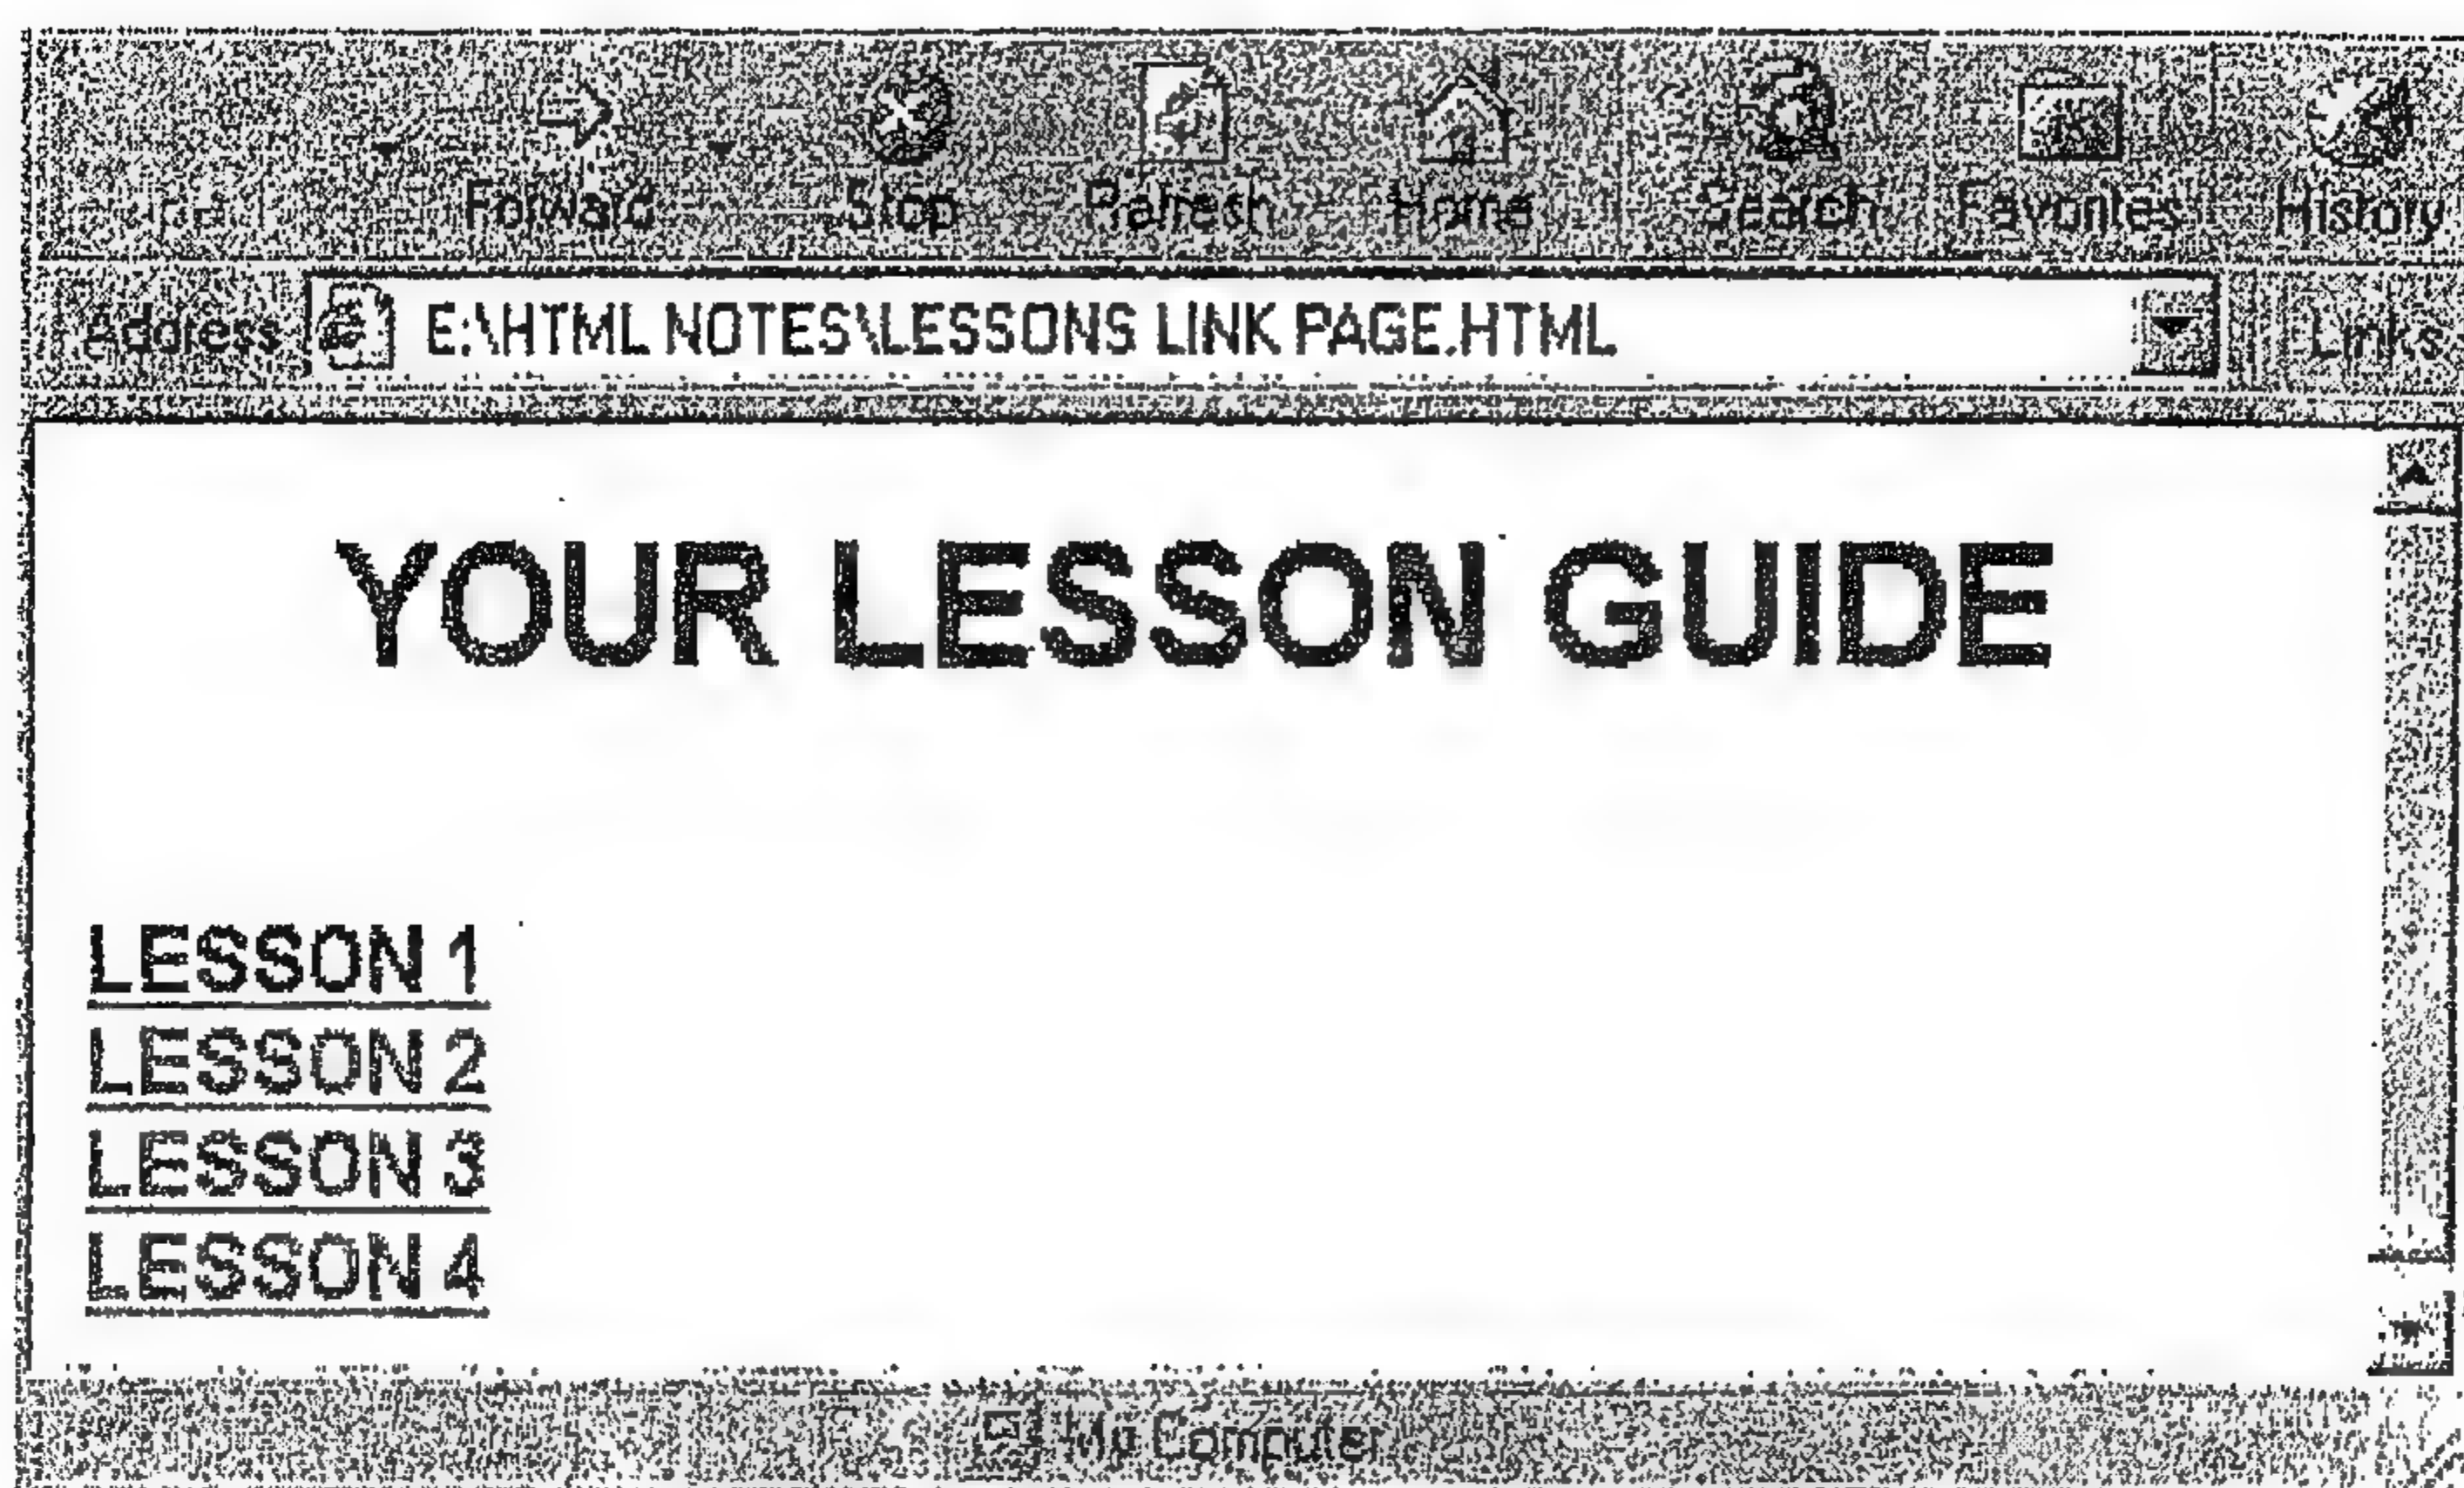 Forward Stop Refresh Home Search Favorites History
Address E:\HTML NOTES\LESSONS LINK PAGE.HTML Links
YOUR LESSON GUIDE
LESSON 1
LESSON 2
LESSON 3
LESSON 4
My Computer